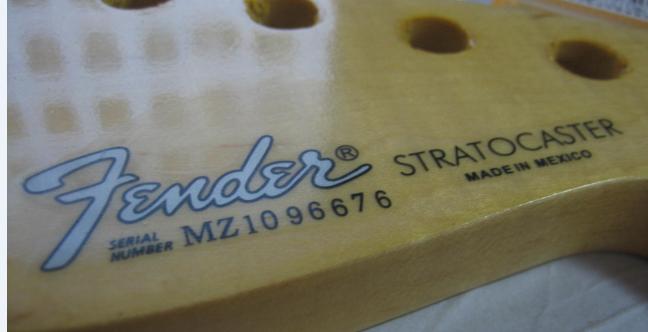 Fender® STRATOCASTER
MADE IN MEXICO
SERIAL NUMBER MZ1096676